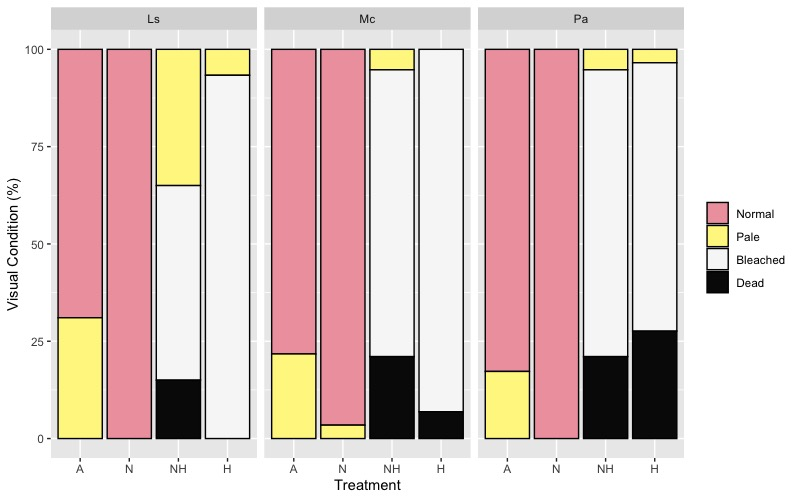 Ls Mc Pa
Visual Condition (%)
100
75
50
25
0
A N NH H A N NH H A N NH H
Treatment
Normal
Pale
Bleached
Dead